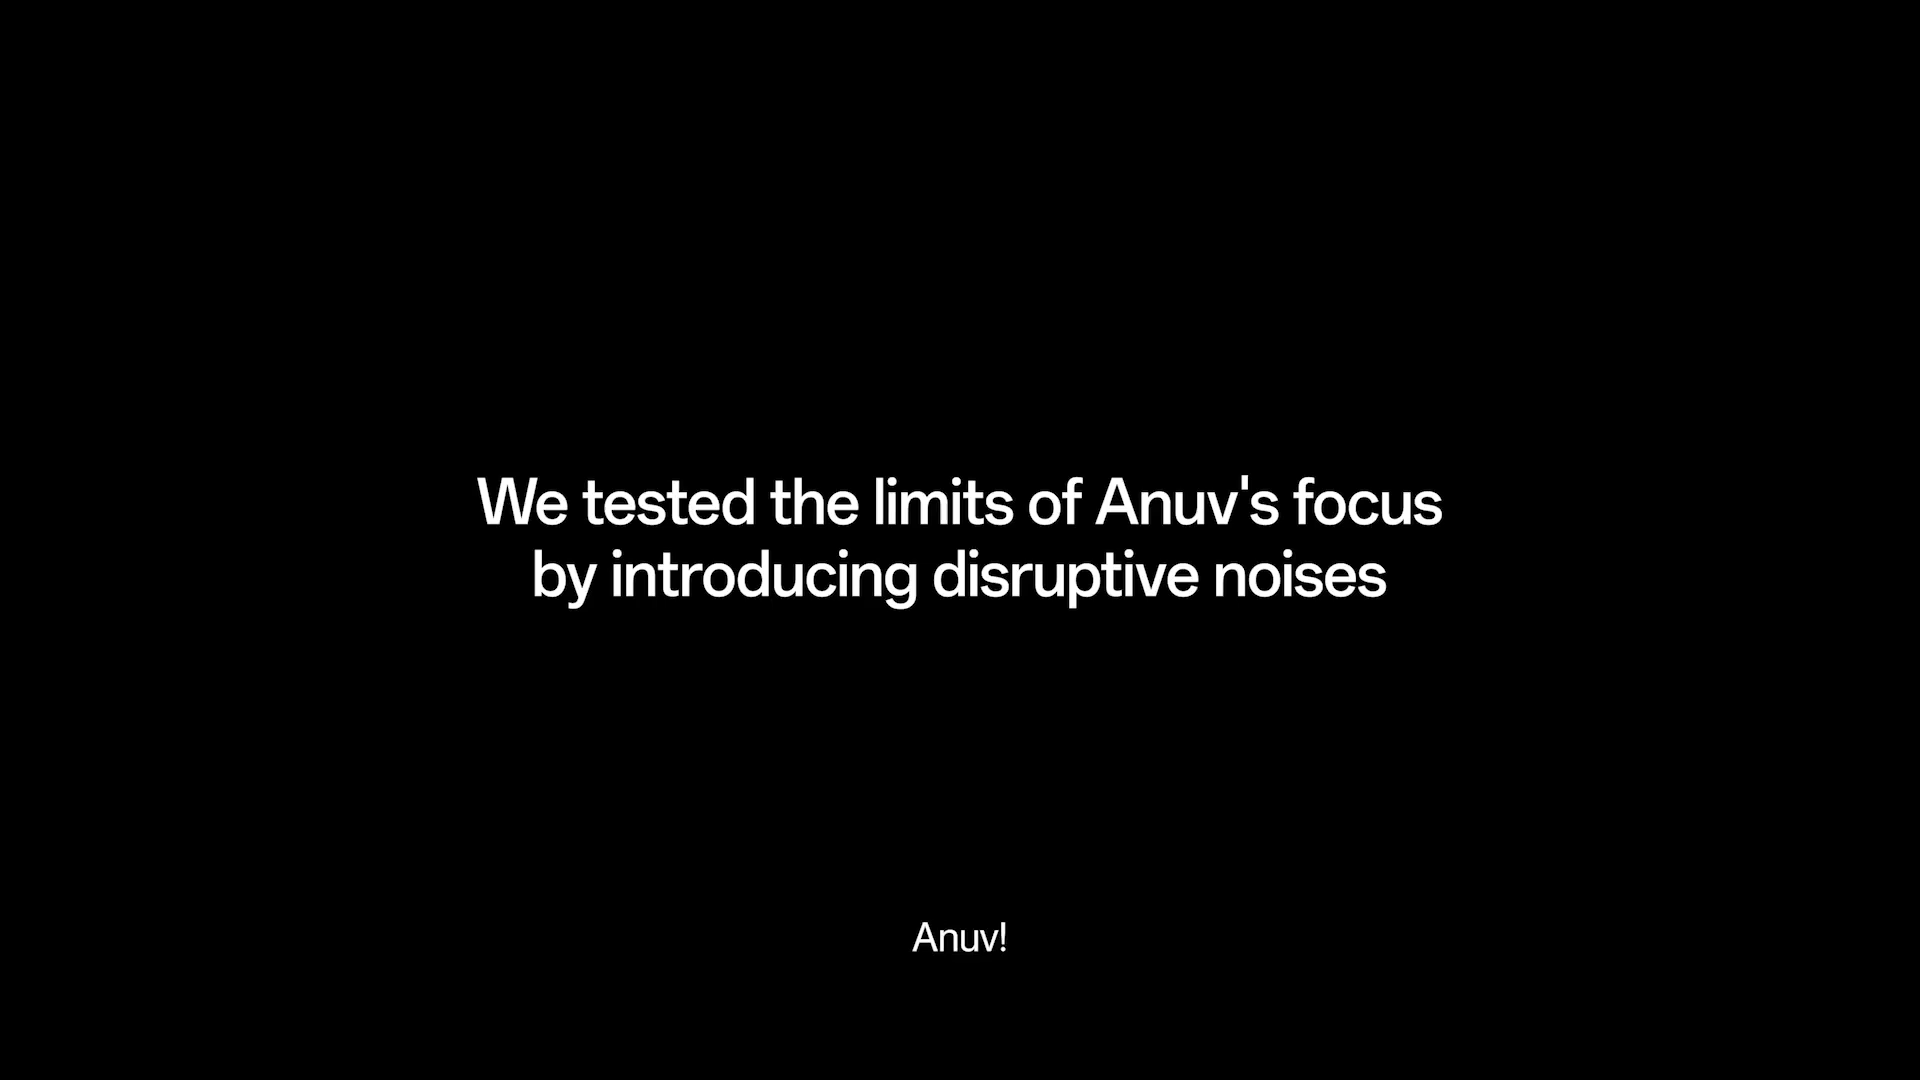 We tested the limits of Anuv's focus
by introducing disruptive noises
Anuv!